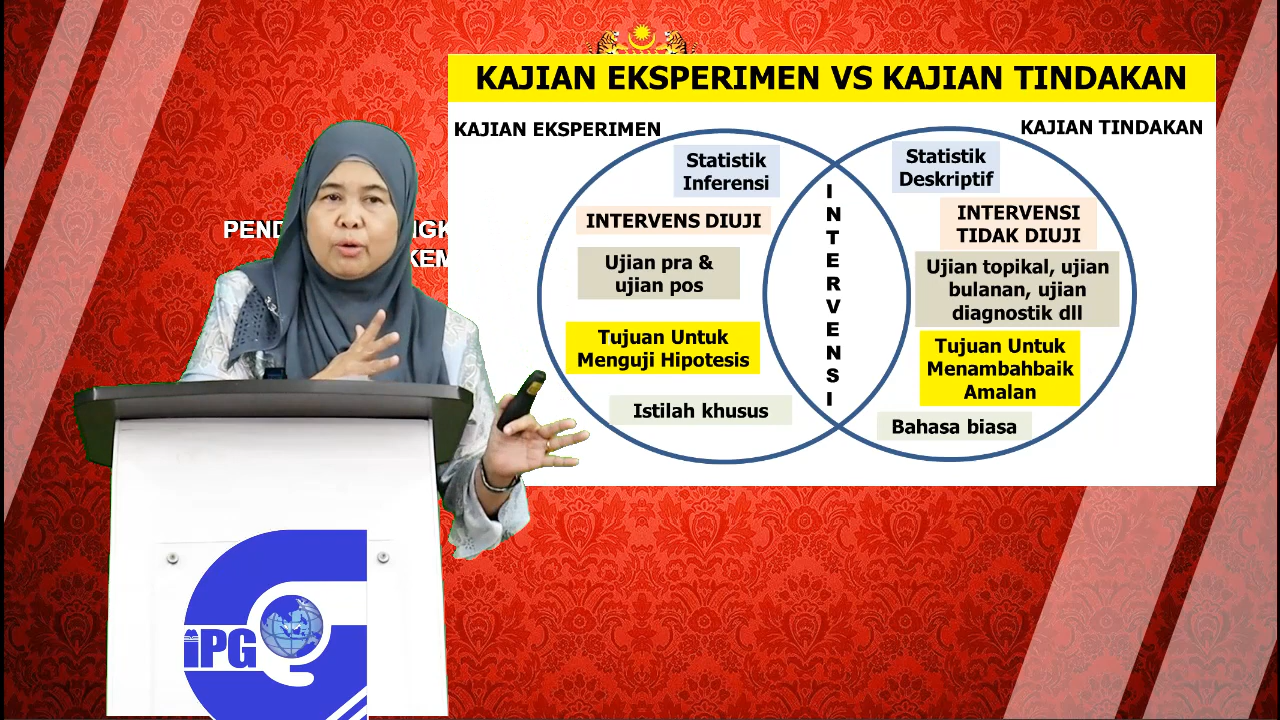 KAJIAN EKSPERIMEN VS KAJIAN TINDAKAN
KAJIAN EKSPERIMEN
KAJIAN TINDAKAN
Statistik
Inferensi
INTERVENS DIUJI
Ujian pra &
ujian pos
Tujuan Untuk
Menguji Hipotesis
Istilah khusus
INTERVENSI
Statistik
Deskriptif
INTERVENSI
TIDAK DIUJI
Ujian topikal, ujian
bulanan, ujian
diagnostik dll
Tujuan Untuk
Menambahbaik
Amalan
Bahasa biasa
iPG